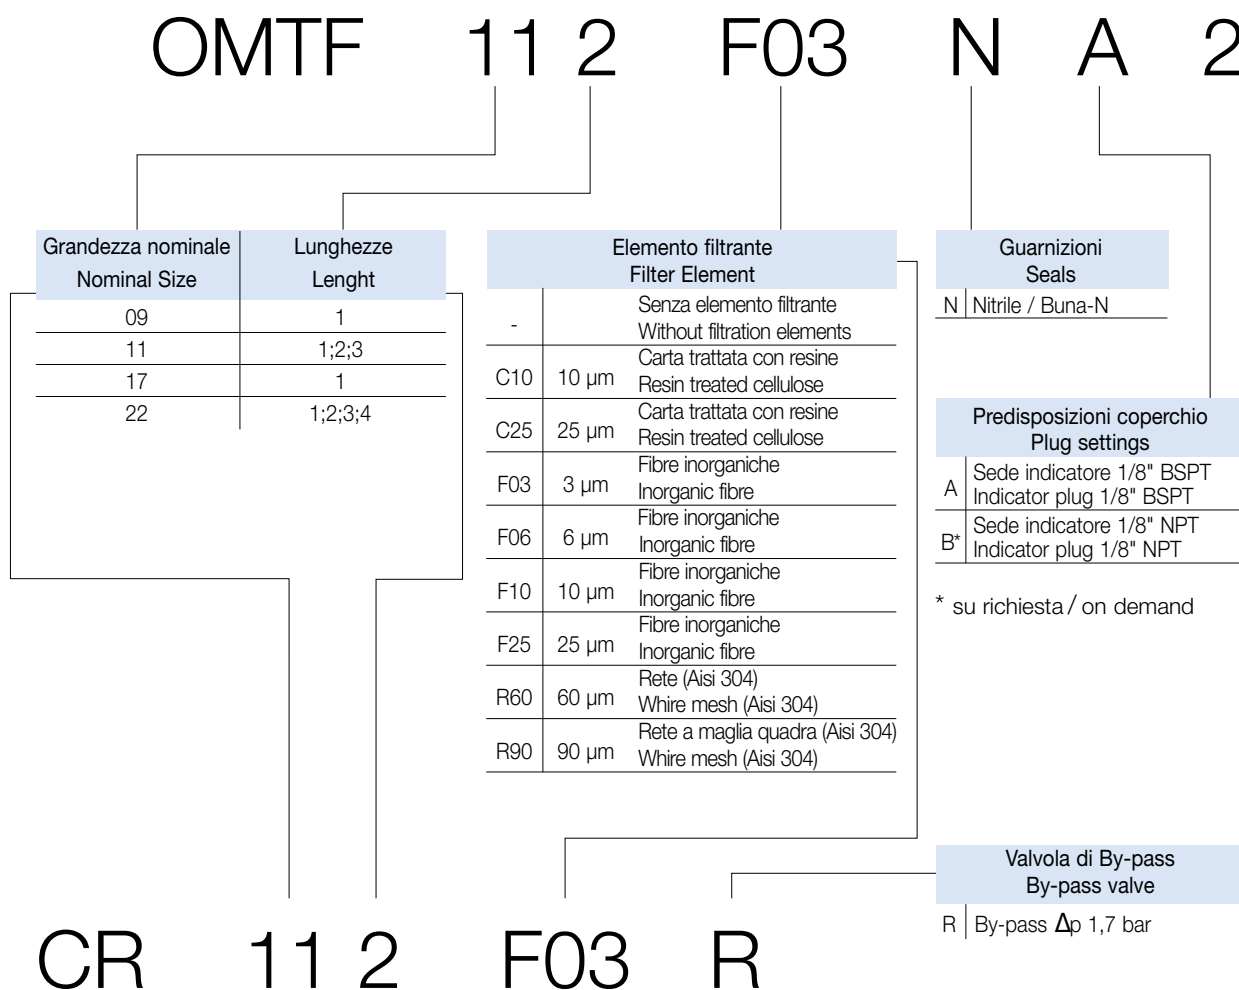 OMTF 11 2 F03 N A 2
Grandezza nominale
Nominal Size
Lunghezze
Lenght
09 1
11 1;2;3
17 1
22 1;2;3;4
Elemento filtrante
Filter Element
- Senza elemento filtrante
Without filtration elements
C10 10 µm Carta trattata con resine
Resin treated cellulose
C25 25 µm Carta trattata con resine
Resin treated cellulose
F03 3 µm Fibre inorganiche
Inorganic fibre
F06 6 µm Fibre inorganiche
Inorganic fibre
F10 10 µm Fibre inorganiche
Inorganic fibre
F25 25 µm Fibre inorganiche
Inorganic fibre
R60 60 µm Rete (Aisi 304)
Whire mesh (Aisi 304)
R90 90 µm Rete a maglia quadra (Aisi 304)
Whire mesh (Aisi 304)
Guarnizioni
Seals
N Nitrile / Buna-N
Predisposizioni coperchio
Plug settings
A Sede indicatore 1/8" BSPT
Indicator plug 1/8" BSPT
B* Sede indicatore 1/8" NPT
Indicator plug 1/8" NPT
* su richiesta / on demand
Valvola di By-pass
By-pass valve
R By-pass Δp 1,7 bar
CR 11 2 F03 R